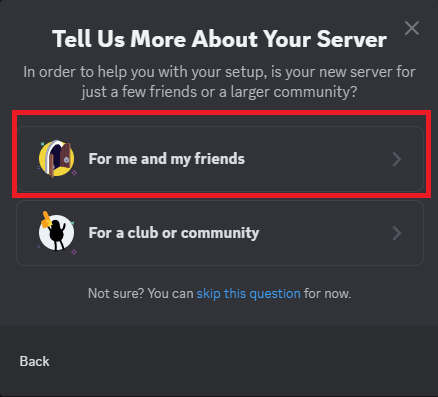 Tell Us More About Your Server
In order to help you with your setup, is your new server for
just a few friends or a larger community?
For me and my friends
For a club or community
Not sure? You can skip this question for now.
Back